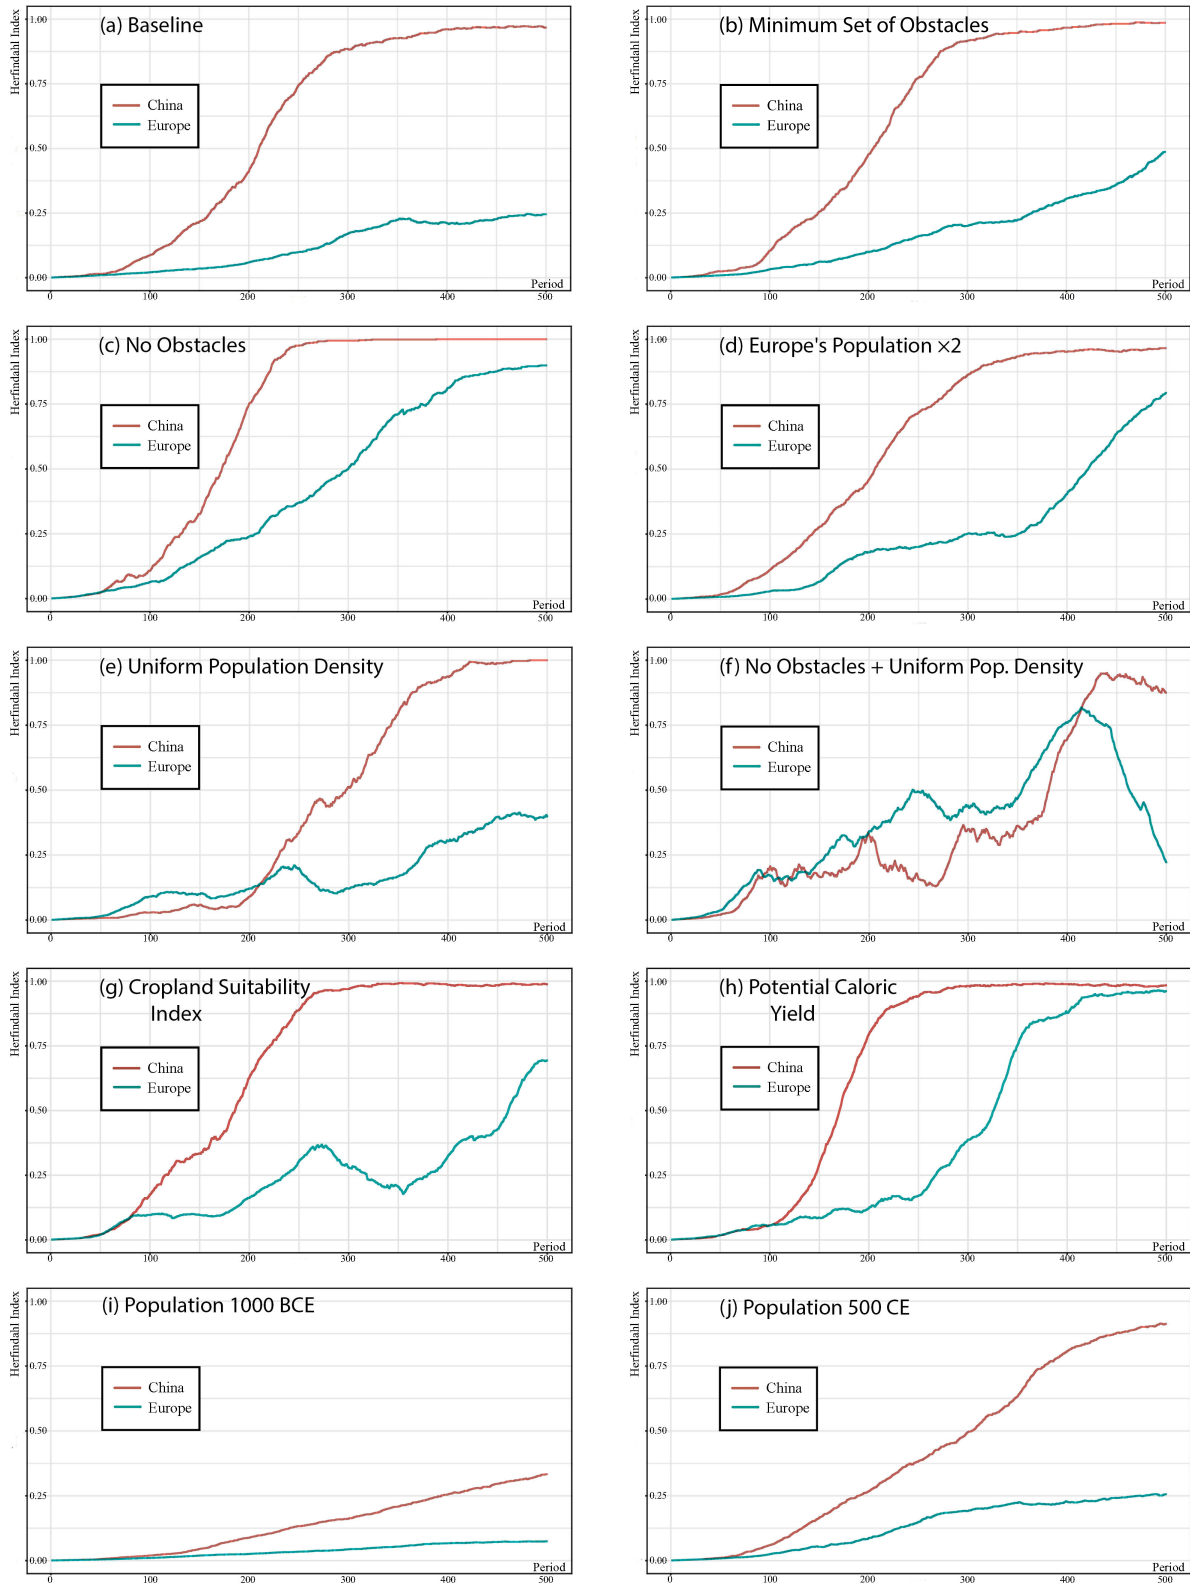 (a) Baseline
Herfindahl Index
1.00
0.75
0.50
0.25
0.00
China
Europe
Period
0 100 200 300 400 500
(b) Minimum Set of Obstacles
Herfindahl Index
1.00
0.75
0.50
0.25
0.00
China
Europe
Period
0 100 200 300 400 500
(c) No Obstacles
Herfindahl Index
1.00
0.75
0.50
0.25
0.00
China
Europe
Period
0 100 200 300 400 500
(d) Europe's Population ×2
Herfindahl Index
1.00
0.75
0.50
0.25
0.00
China
Europe
Period
0 100 200 300 400 500
(e) Uniform Population Density
Herfindahl Index
1.00
0.75
0.50
0.25
0.00
China
Europe
Period
0 100 200 300 400 500
(f) No Obstacles + Uniform Pop. Density
Herfindahl Index
1.00
0.75
0.50
0.25
0.00
China
Europe
Period
0 100 200 300 400 500
(g) Cropland Suitability
Index
Herfindahl Index
1.00
0.75
0.50
0.25
0.00
China
Europe
Period
0 100 200 300 400 500
(h) Potential Caloric
Yield
Herfindahl Index
1.00
0.75
0.50
0.25
0.00
China
Europe
Period
0 100 200 300 400 500
(i) Population 1000 BCE
Herfindahl Index
1.00
0.75
0.50
0.25
0.00
China
Europe
Period
0 100 200 300 400 500
(j) Population 500 CE
Herfindahl Index
1.00
0.75
0.50
0.25
0.00
China
Europe
Period
0 100 200 300 400 500